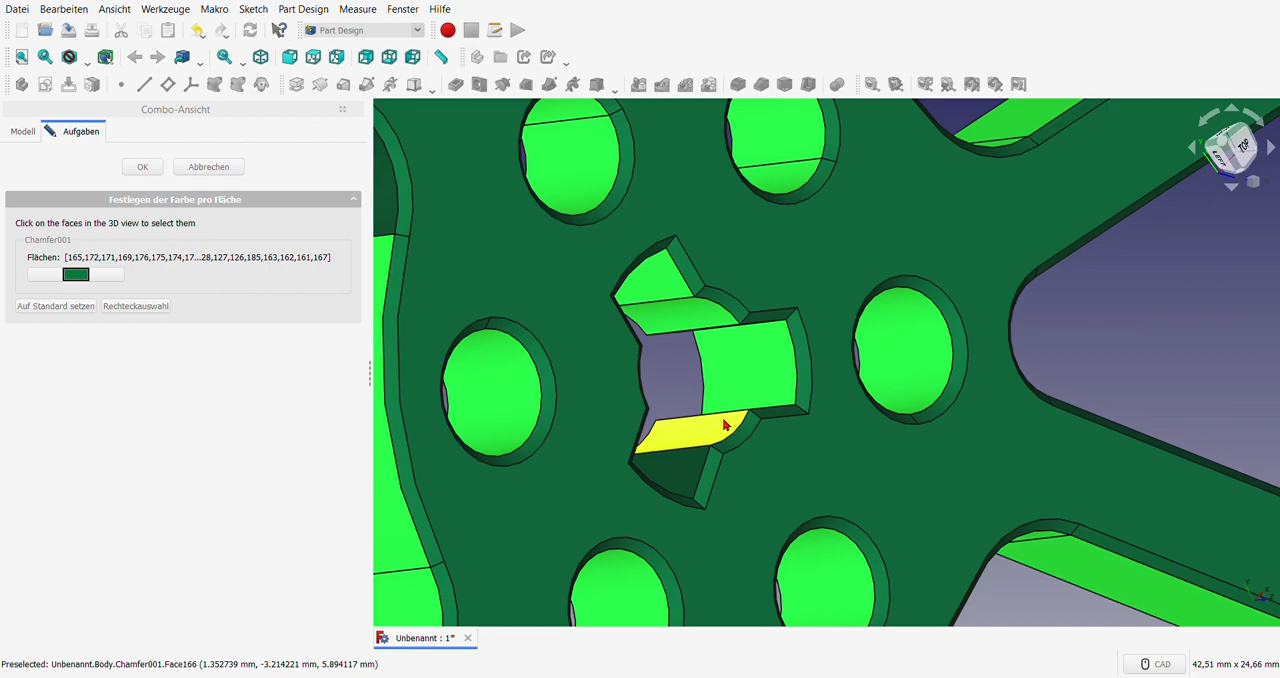 Datei Bearbeiten Ansicht Werkzeuge Makro Sketch Part Design Measure Fenster Hilfe
Part Design
Combo-Ansicht
Modell Aufgaben
OK Abbrechen
Festlegen der Farbe pro Fläche
Click on the faces in the 3D view to select them
Chamfer001
Flächen: [165,172,171,169,176,175,174,17...28,127,126,185,163,162,161,167]
Auf Standard setzen Rechteckauswahl
TOP
LEFT
Y
Y X Z
Unbenannt : 1*
Preselected: Unbenannt.Body.Chamfer001.Face166 (1.352739 mm, -3.214221 mm, 5.894117 mm)
CAD
42,51 mm x 24,66 mm